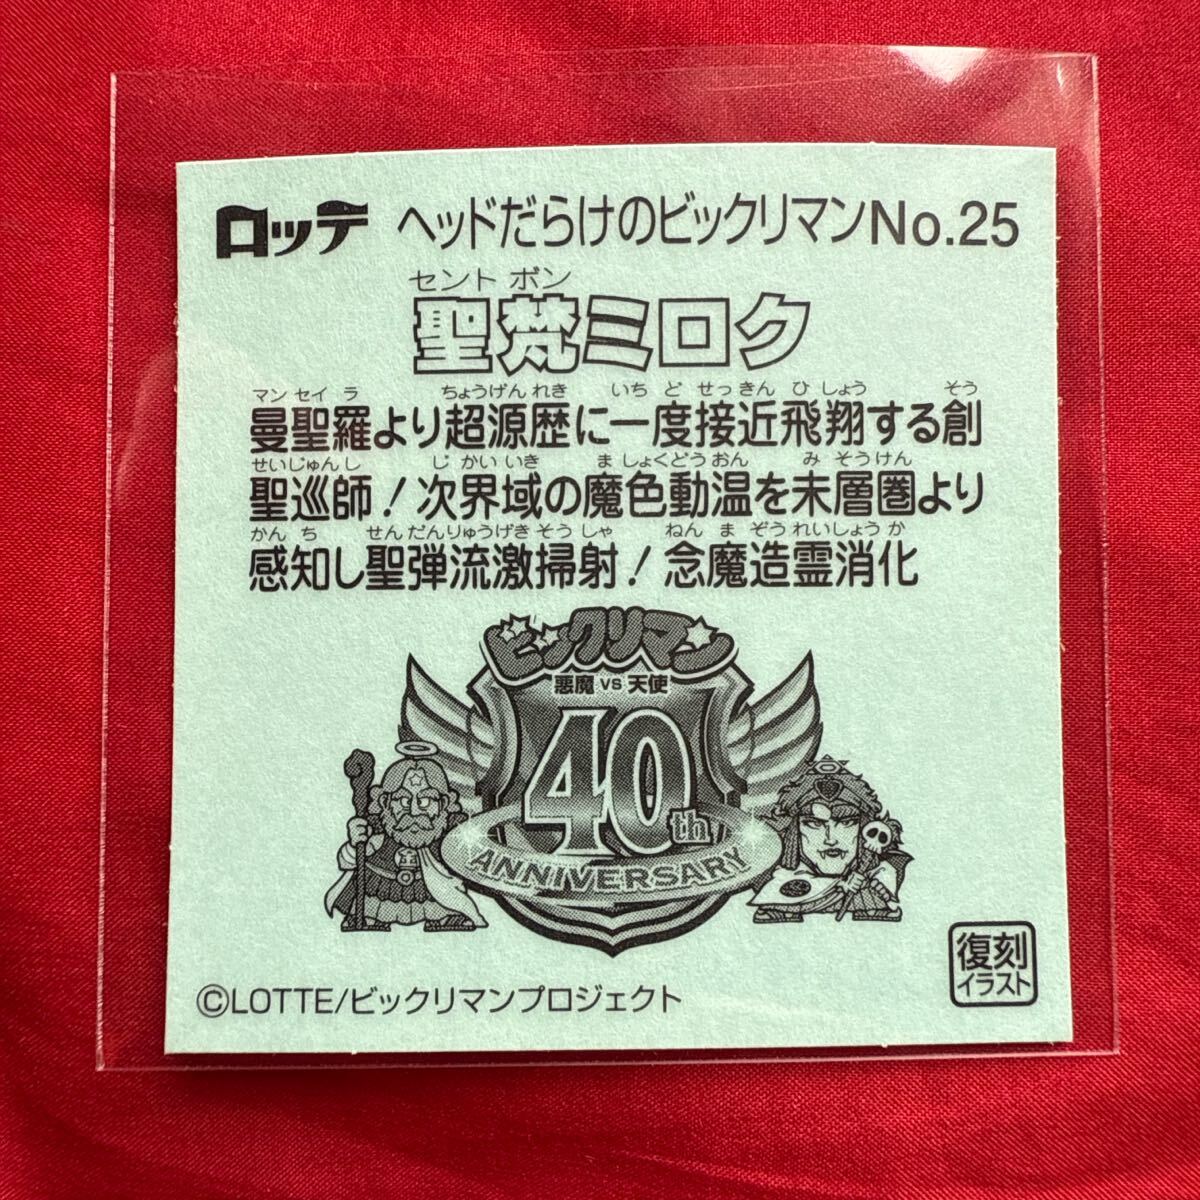 ロッテ ヘッドだらけのビックリマンNo.25
セント ボン
聖梵ミロク
マンセイラ ちょうげんれき いちど せっきん ひしょう そう
曼聖羅より超源歴に一度接近飛翔する創
せいじゅんし じかいいき ましょくどうおん みそうけん
聖巡師!次界域の魔色動温を未層圏より
かんち せんだんりゅうげきそうしゃ ねんまぞうれいしょうか
感知し聖弾流激掃射!念魔造霊消化
ビックリマン
悪魔 VS 天使
40th
ANNIVERSARY
復刻
イラスト
©LOTTE/ビックリマンプロジェクト